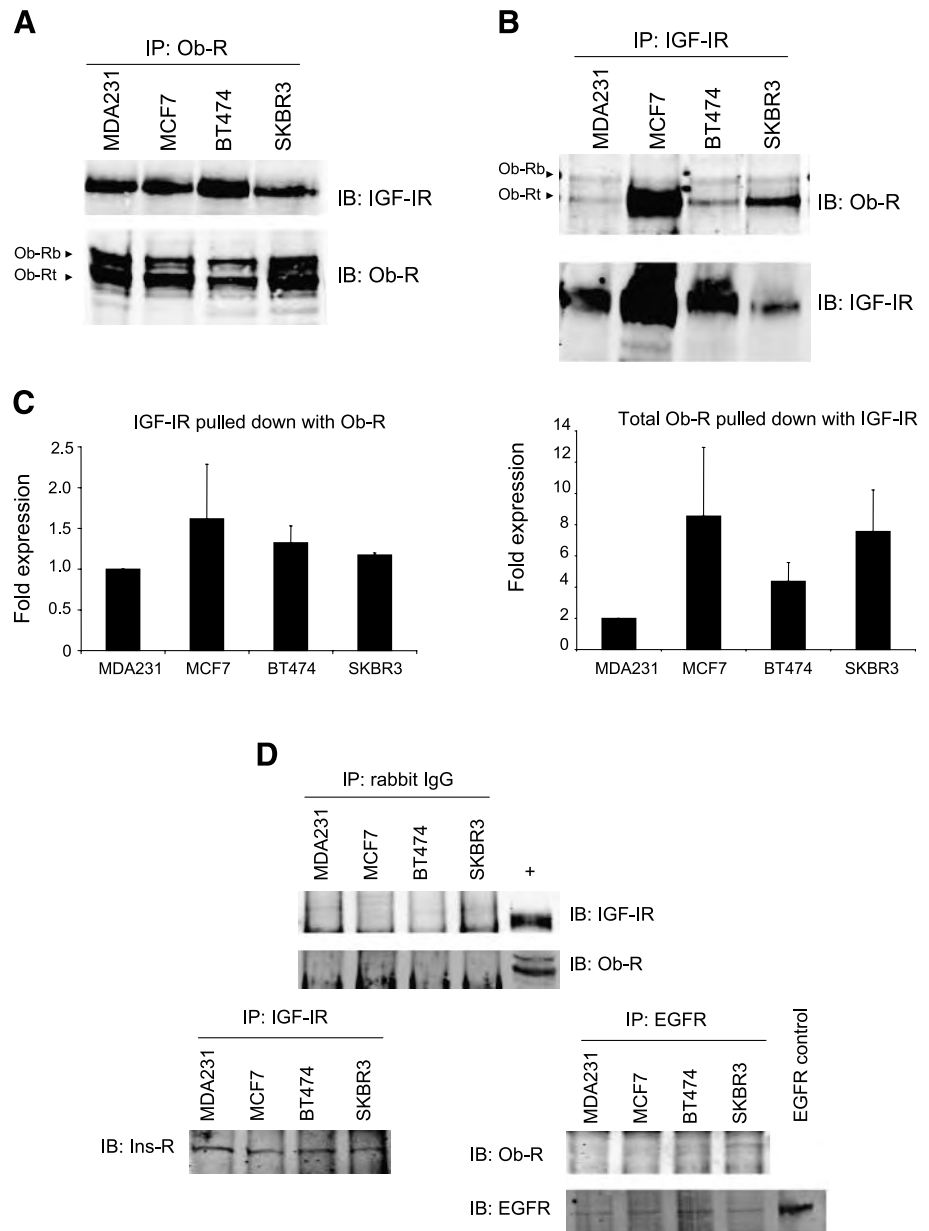 A
IP: Ob-R
MDA231 MCF7 BT474 SKBR3
IB: IGF-IR
Ob-Rb
Ob-Rt
IB: Ob-R
B
IP: IGF-IR
MDA231 MCF7 BT474 SKBR3
Ob-Rb
Ob-Rt
IB: Ob-R
IB: IGF-IR
C
IGF-IR pulled down with Ob-R
Fold expression
2.5
2.0
1.5
1.0
0.5
0
MDA231 MCF7 BT474 SKBR3
Total Ob-R pulled down with IGF-IR
Fold expression
14
12
10
8
6
4
2
0
MDA231 MCF7 BT474 SKBR3
D
IP: rabbit IgG
MDA231 MCF7 BT474 SKBR3 +
IB: IGF-IR
IB: Ob-R
IP: IGF-IR
MDA231 MCF7 BT474 SKBR3
IB: Ins-R
IP: EGFR
MDA231 MCF7 BT474 SKBR3 EGFR control
IB: Ob-R
IB: EGFR